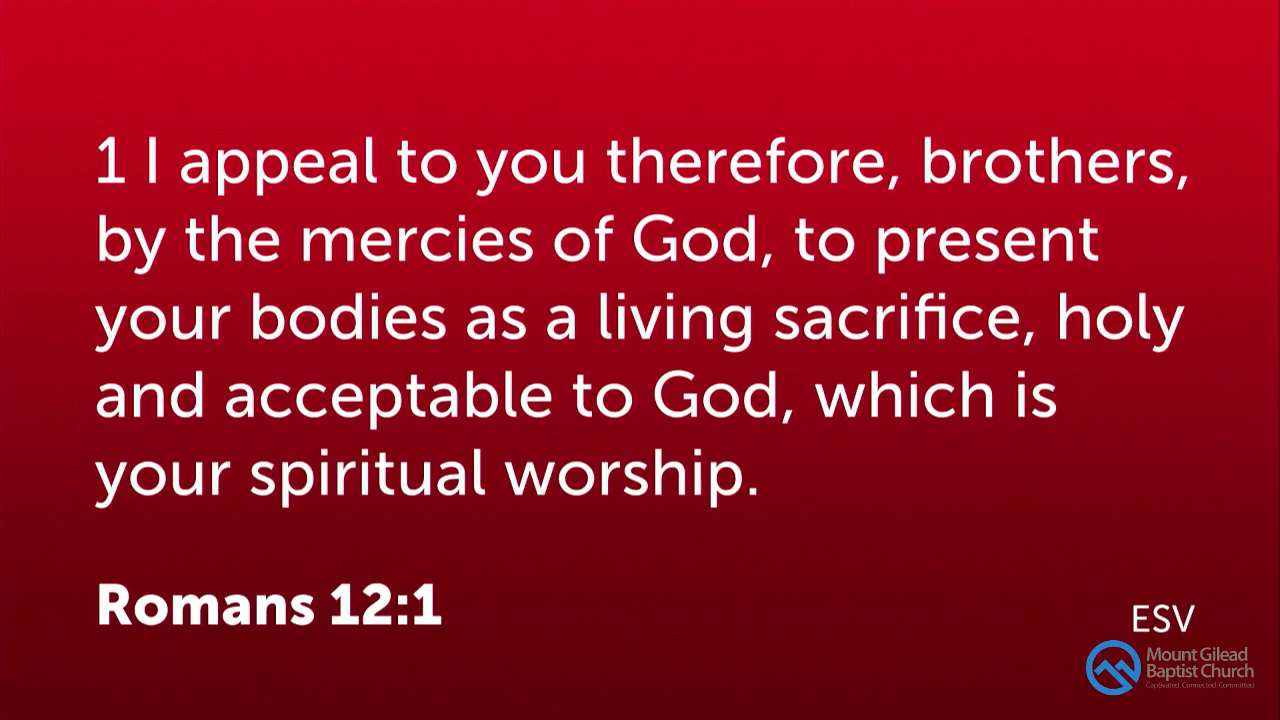 1 I appeal to you therefore, brothers,
by the mercies of God, to present
your bodies as a living sacrifice, holy
and acceptable to God, which is
your spiritual worship.
Romans 12:1
ESV
Mount Gilead
Baptist Church
Captivated. Connected. Committed.